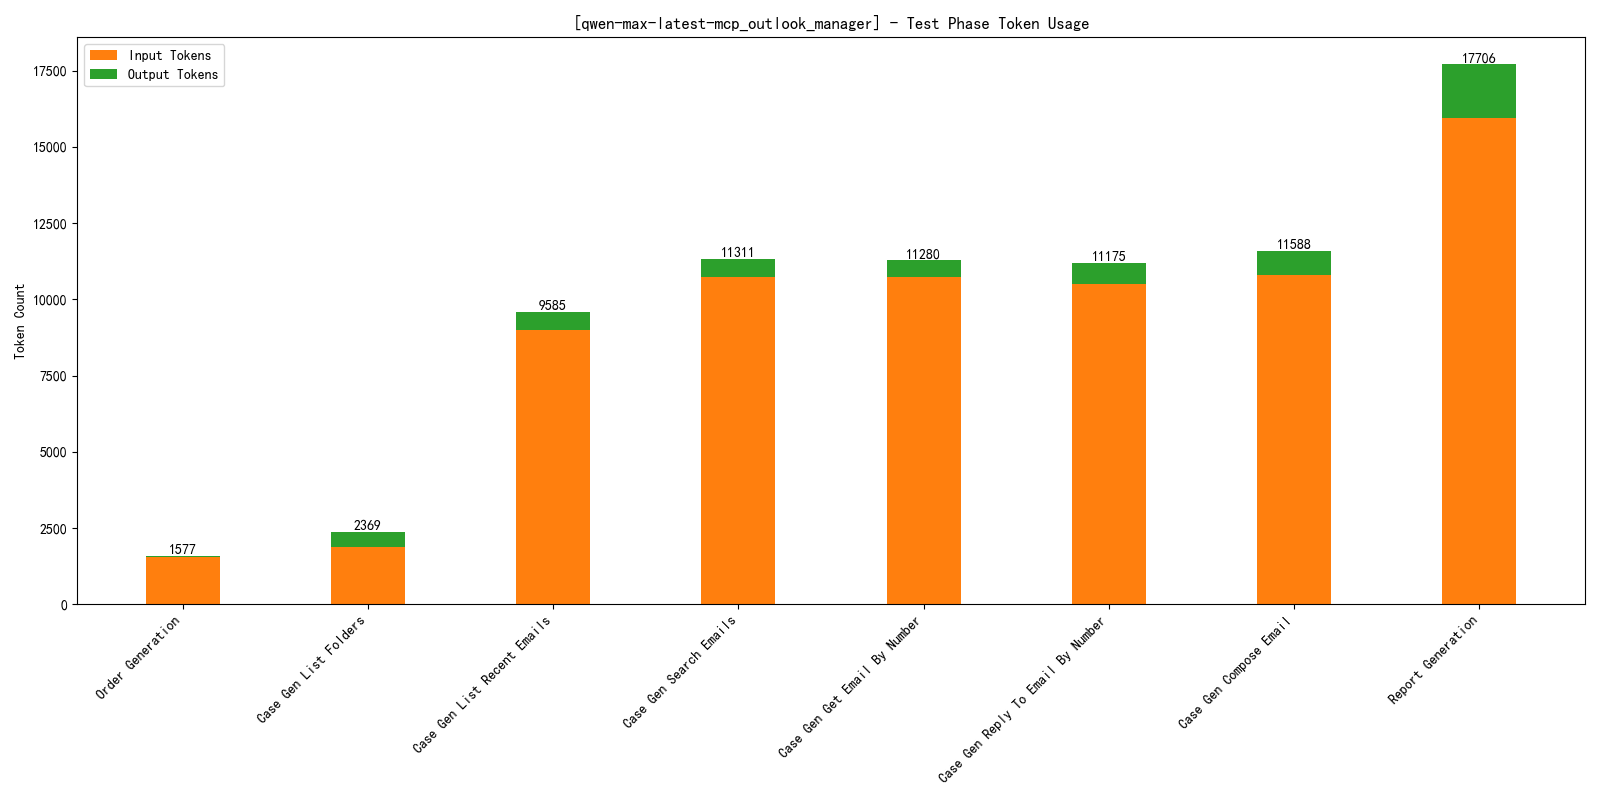 [qwen-max-latest-mcp_outlook_manager] - Test Phase Token Usage
Input Tokens
Output Tokens
Token Count
17500
15000
12500
10000
7500
5000
2500
0
1577
2369
9585
11311
11280
11175
11588
17706
Order Generation
Case Gen List Folders
Case Gen List Recent Emails
Case Gen Search Emails
Case Gen Get Email By Number
Case Gen Reply To Email By Number
Case Gen Compose Email
Report Generation